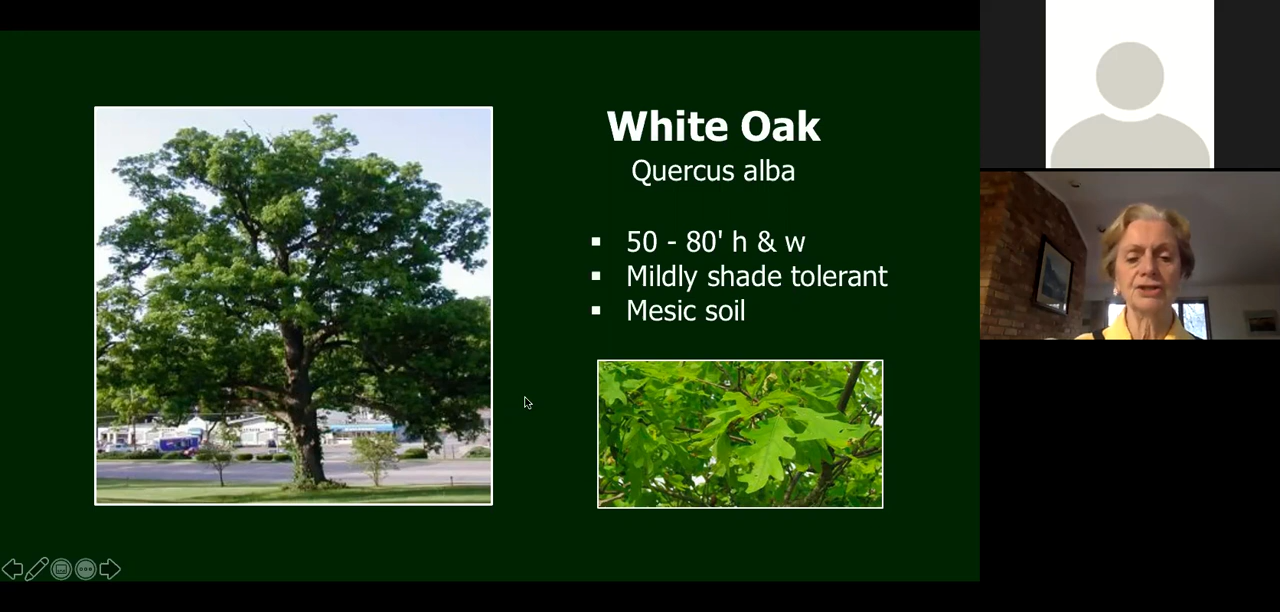 White Oak
Quercus alba
▪ 50 - 80' h & w
▪ Mildly shade tolerant
▪ Mesic soil